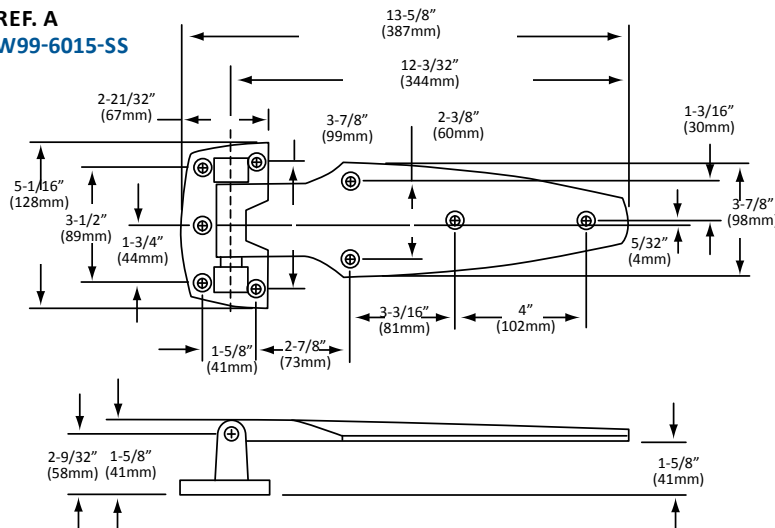 REF. A
W99-6015-SS
13-5/8”
(387mm)
12-3/32”
(344mm)
2-21/32”
(67mm)
3-7/8”
(99mm)
2-3/8”
(60mm)
1-3/16”
(30mm)
5-1/16”
(128mm)
3-1/2”
(89mm)
1-3/4”
(44mm)
3-7/8”
(98mm)
5/32”
(4mm)
3-3/16”
(81mm)
4”
(102mm)
1-5/8”
(41mm)
2-7/8”
(73mm)
2-9/32”
(58mm)
1-5/8”
(41mm)
1-5/8”
(41mm)